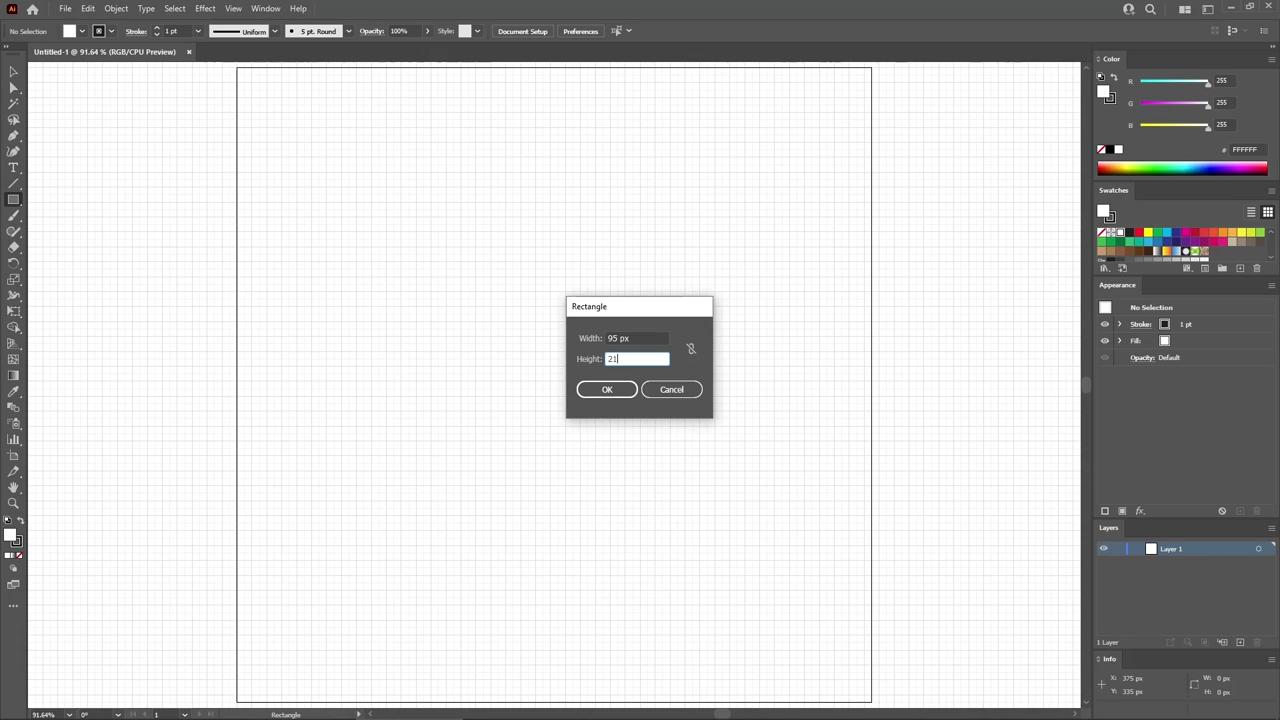 Ai File Edit Object Type Select Effect View Window Help
No Selection Stroke: 1 pt Uniform 5 pt. Round Opacity: 100% Style: Document Setup Preferences
Untitled-1 @ 91.64 % (RGB/CPU Preview)
Color
R 255
G 255
B 255
# FFFFFF
Swatches
Appearance
No Selection
Stroke: 1 pt
Fill:
Opacity: Default
fx
Rectangle
Width: 95 px
Height: 21
OK Cancel
Layers
Layer 1
1 Layer
Info
X: 375 px
Y: 335 px
W: 0 px
H: 0 px
91.64% 0° 1 Rectangle